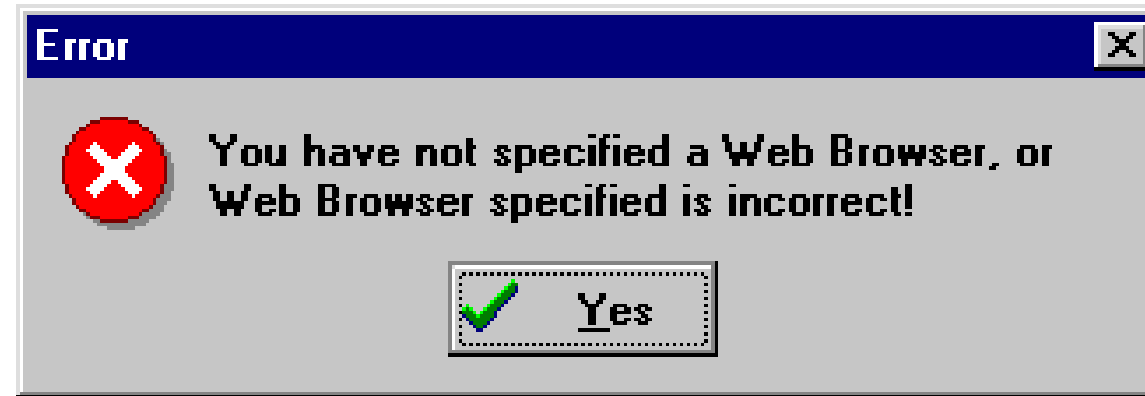 Error
You have not specified a Web Browser, or
Web Browser specified is incorrect!
Yes